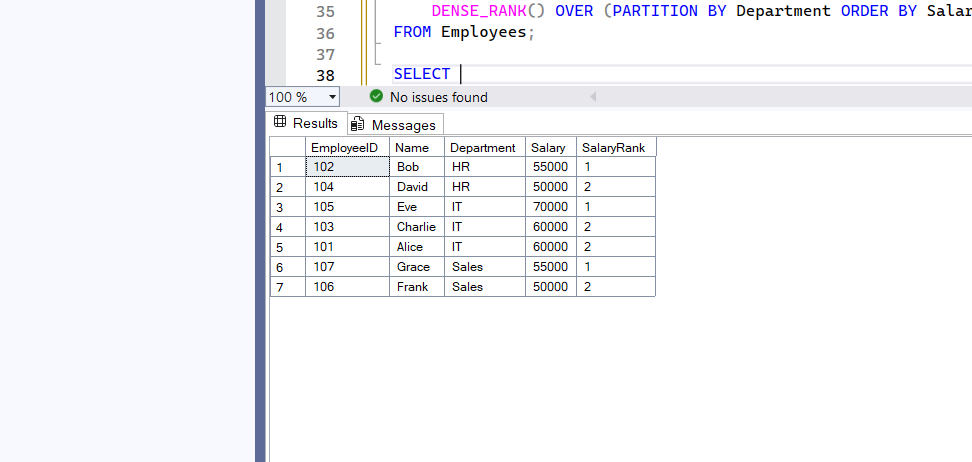 35 DENSE_RANK() OVER (PARTITION BY Department ORDER BY Salar
36 FROM Employees;
37
38 SELECT
100 % No issues found
Results Messages
EmployeeID Name Department Salary SalaryRank
1 102 Bob HR 55000 1
2 104 David HR 50000 2
3 105 Eve IT 70000 1
4 103 Charlie IT 60000 2
5 101 Alice IT 60000 2
6 107 Grace Sales 55000 1
7 106 Frank Sales 50000 2